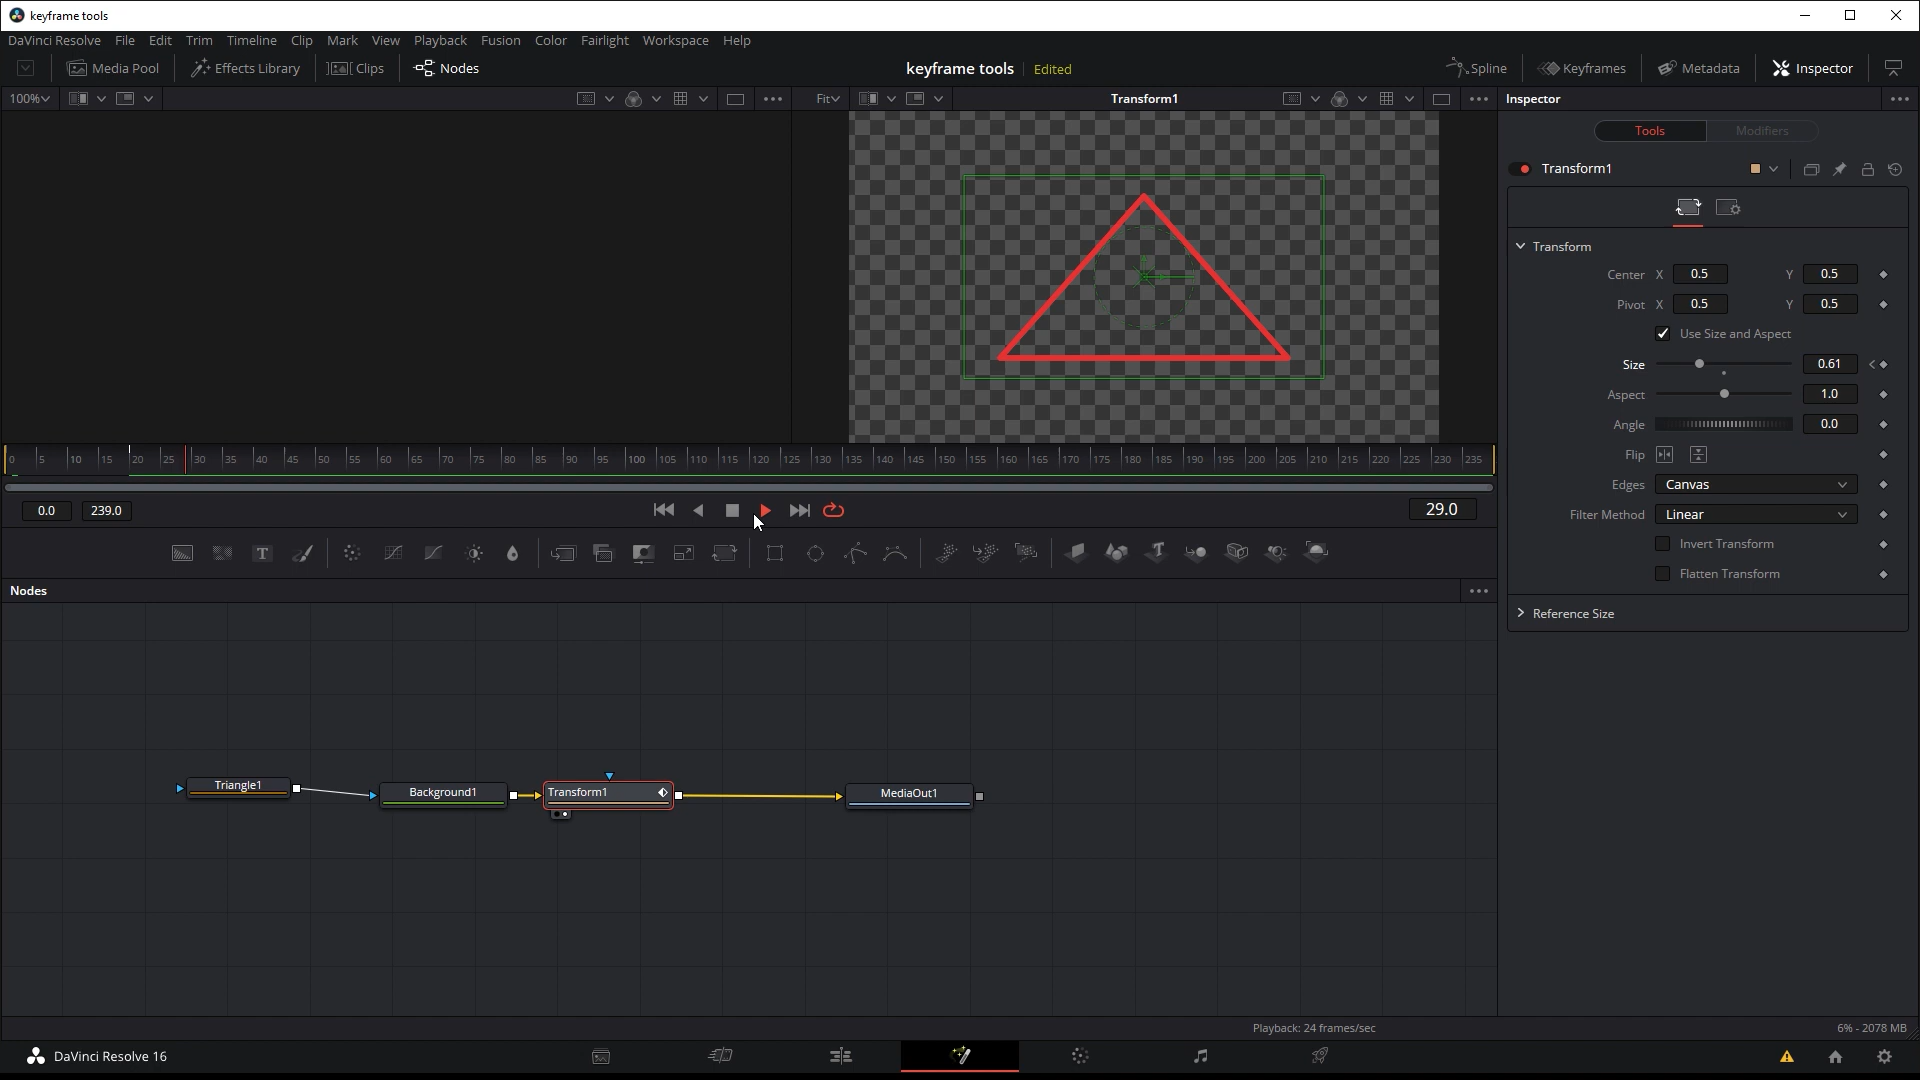 keyframe tools
DaVinci Resolve File Edit Trim Timeline Clip Mark View Playback Fusion Color Fairlight Workspace Help
Media Pool Effects Library Clips Nodes keyframe tools Edited Spline Keyframes Metadata Inspector
100% Fit Transform1 Inspector
Tools Modifiers
Transform1
Transform
Center X 0.5 Y 0.5
Pivot X 0.5 Y 0.5
Use Size and Aspect
Size 0.61
Aspect 1.0
Angle 0.0
Flip
Edges Canvas
Filter Method Linear
Invert Transform
Flatten Transform
Reference Size
0 5 10 15 20 25 30 35 40 45 50 55 60 65 70 75 80 85 90 95 100 105 110 115 120 125 130 135 140 145 150 155 160 165 170 175 180 185 190 195 200 205 210 215 220 225 230 235
0.0 239.0 29.0
T
Nodes
Triangle1 Background1 Transform1 MediaOut1
Playback: 24 frames/sec 6% - 2078 MB
DaVinci Resolve 16